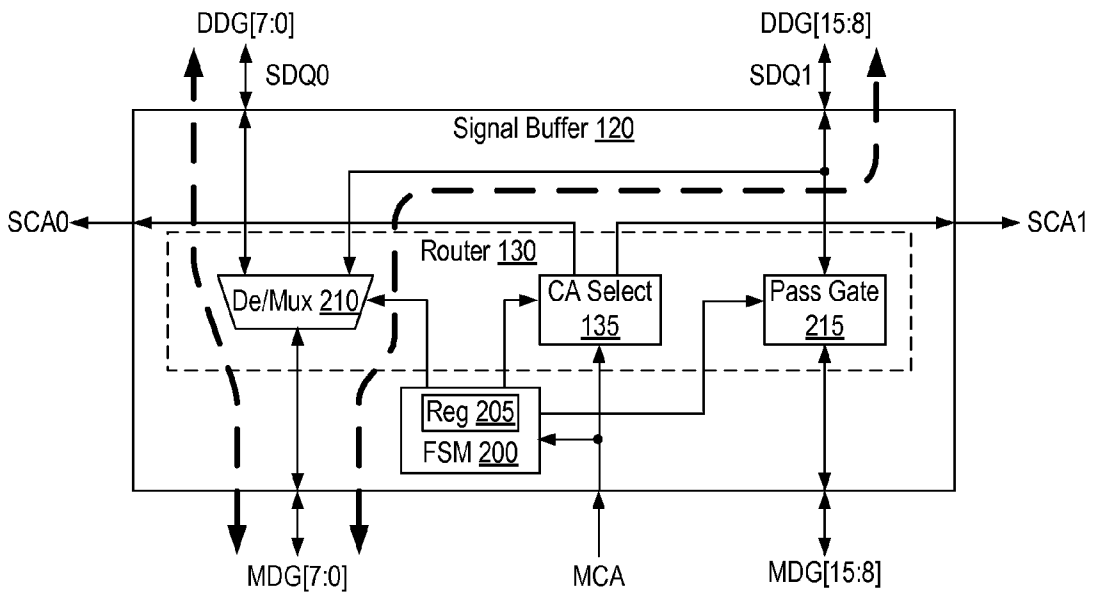 DDG[7:0]
DDG[15:8]
SDQ0
SDQ1
Signal Buffer 120
SCA0
SCA1
Router 130
De/Mux 210
CA Select
135
Pass Gate
215
Reg 205
FSM 200
MDG[7:0]
MCA
MDG[15:8]